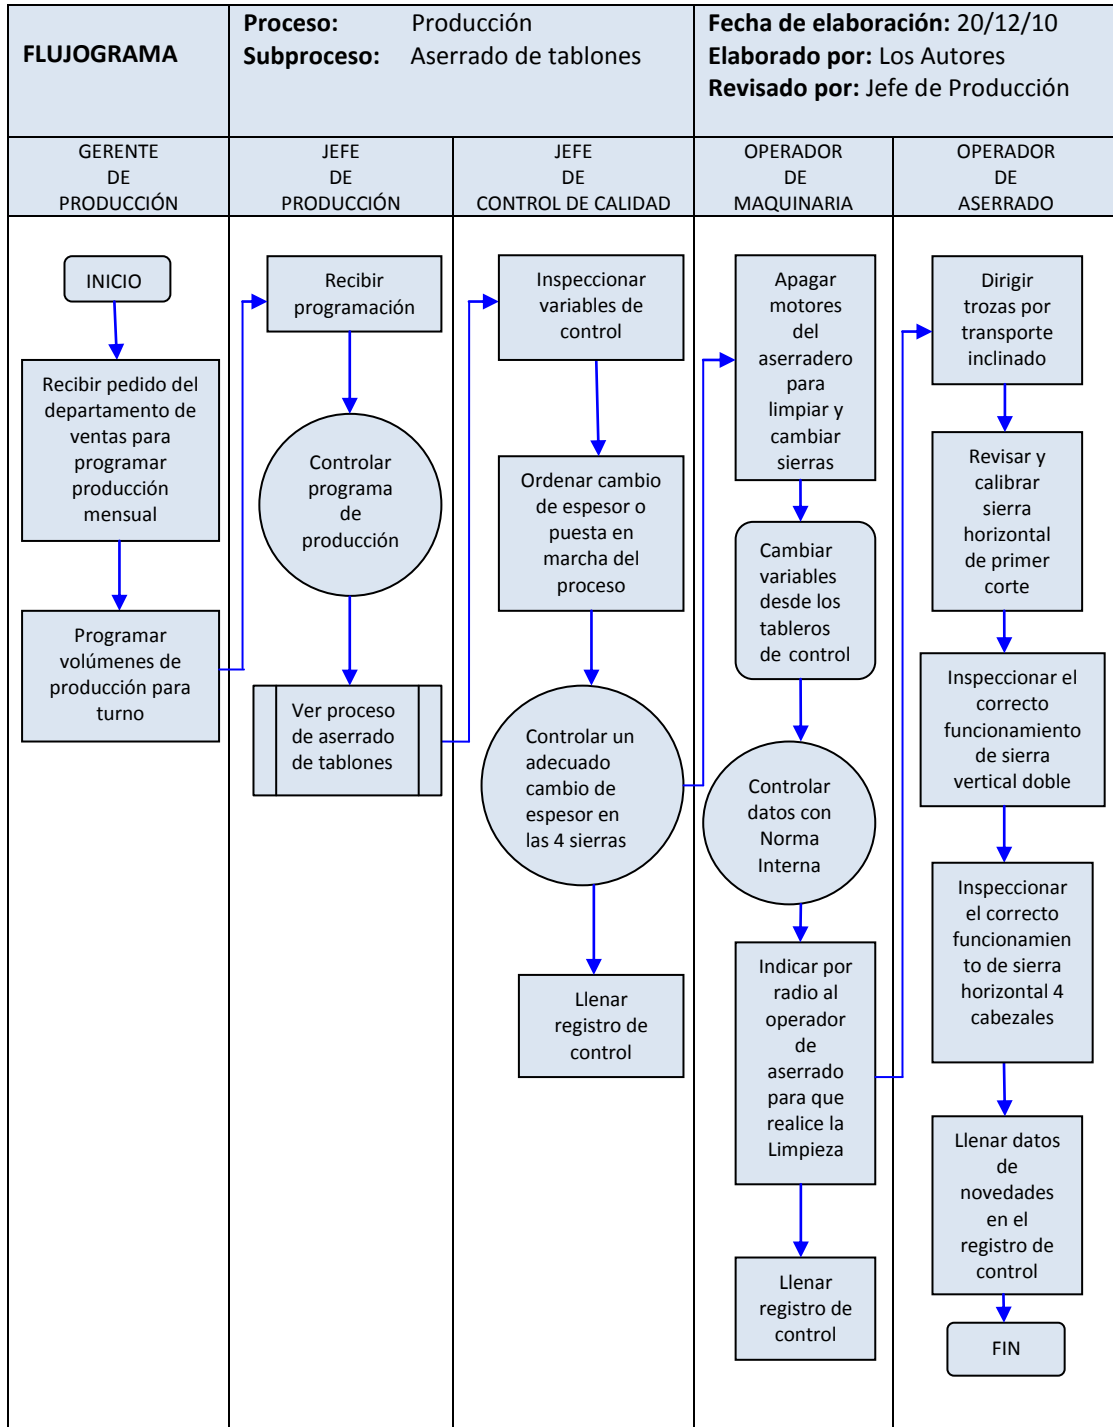 FLUJOGRAMA
Proceso: Producción
Subproceso: Aserrado de tablones
Fecha de elaboración: 20/12/10
Elaborado por: Los Autores
Revisado por: Jefe de Producción
GERENTE
DE
PRODUCCIÓN
JEFE
DE
PRODUCCIÓN
JEFE
DE
CONTROL DE CALIDAD
OPERADOR
DE
MAQUINARIA
OPERADOR
DE
ASERRADO
INICIO
Recibir pedido del
departamento de
ventas para
programar
producción
mensual
Programar
volúmenes de
producción para
turno
Recibir
programación
Controlar
programa
de
producción
Ver proceso
de aserrado
de tablones
Inspeccionar
variables de
control
Ordenar cambio
de espesor o
puesta en
marcha del
proceso
Controlar un
adecuado
cambio de
espesor en
las 4 sierras
Llenar
registro de
control
Apagar
motores
del
aserradero
para
limpiar y
cambiar
sierras
Cambiar
variables
desde los
tableros
de control
Controlar
datos con
Norma
Interna
Indicar por
radio al
operador
de
aserrado
para que
realice la
Limpieza
Llenar
registro de
control
Dirigir
trozas por
transporte
inclinado
Revisar y
calibrar
sierra
horizontal
de primer
corte
Inspeccionar el
correcto
funcionamiento
de sierra
vertical doble
Inspeccionar
el correcto
funcionamien
to de sierra
horizontal 4
cabezales
Llenar datos
de
novedades
en el
registro de
control
FIN